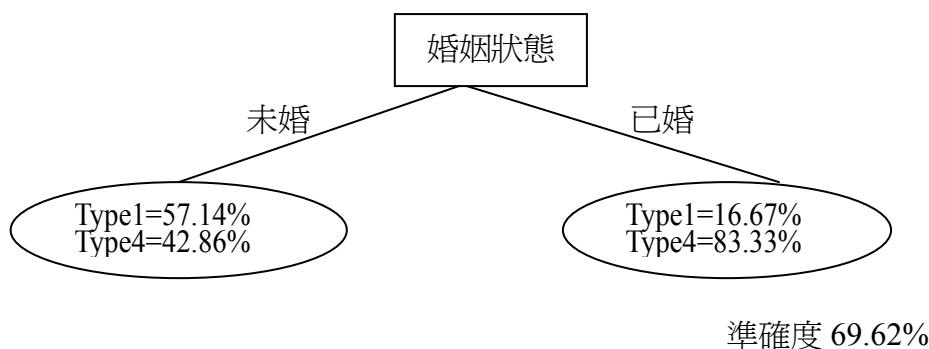 婚姻狀態
未婚
已婚
Type1=57.14%
Type4=42.86%
Type1=16.67%
Type4=83.33%
準確度 69.62%